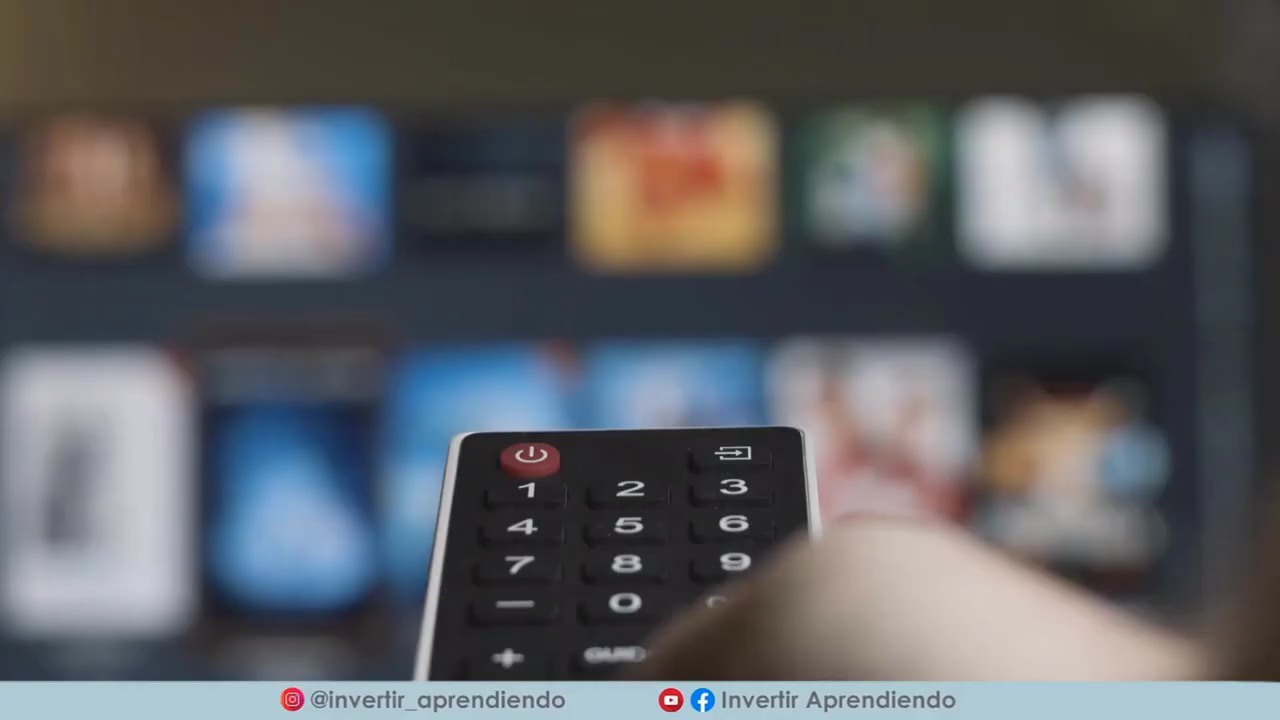 1 2 3
4 5 6
7 8 9
– 0
+
@invertir_aprendiendo Invertir Aprendiendo